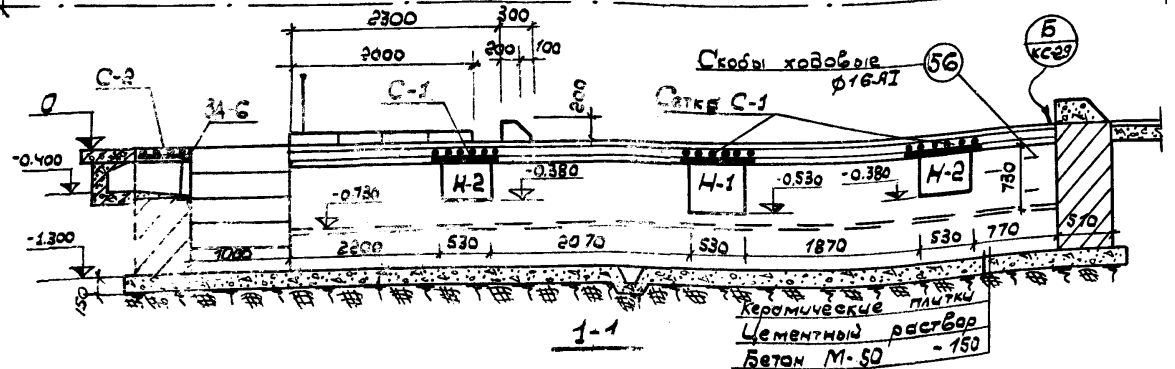 2300 300
2000 200 100
200
Б
КС-29
Скобы ходовые 56
ф16АI
С-2 ЗД-6 С-1
Сетке С-1
0
-0.400
-1.300
150
Н-2 Н-1 Н-2
-0.730 -0.380 -0.530 -0.380
730
1000 2200 530 2070 530 1870 530 770 510
Керамические плитки
Цементный раствор
Бетон М-50 -150
1-1